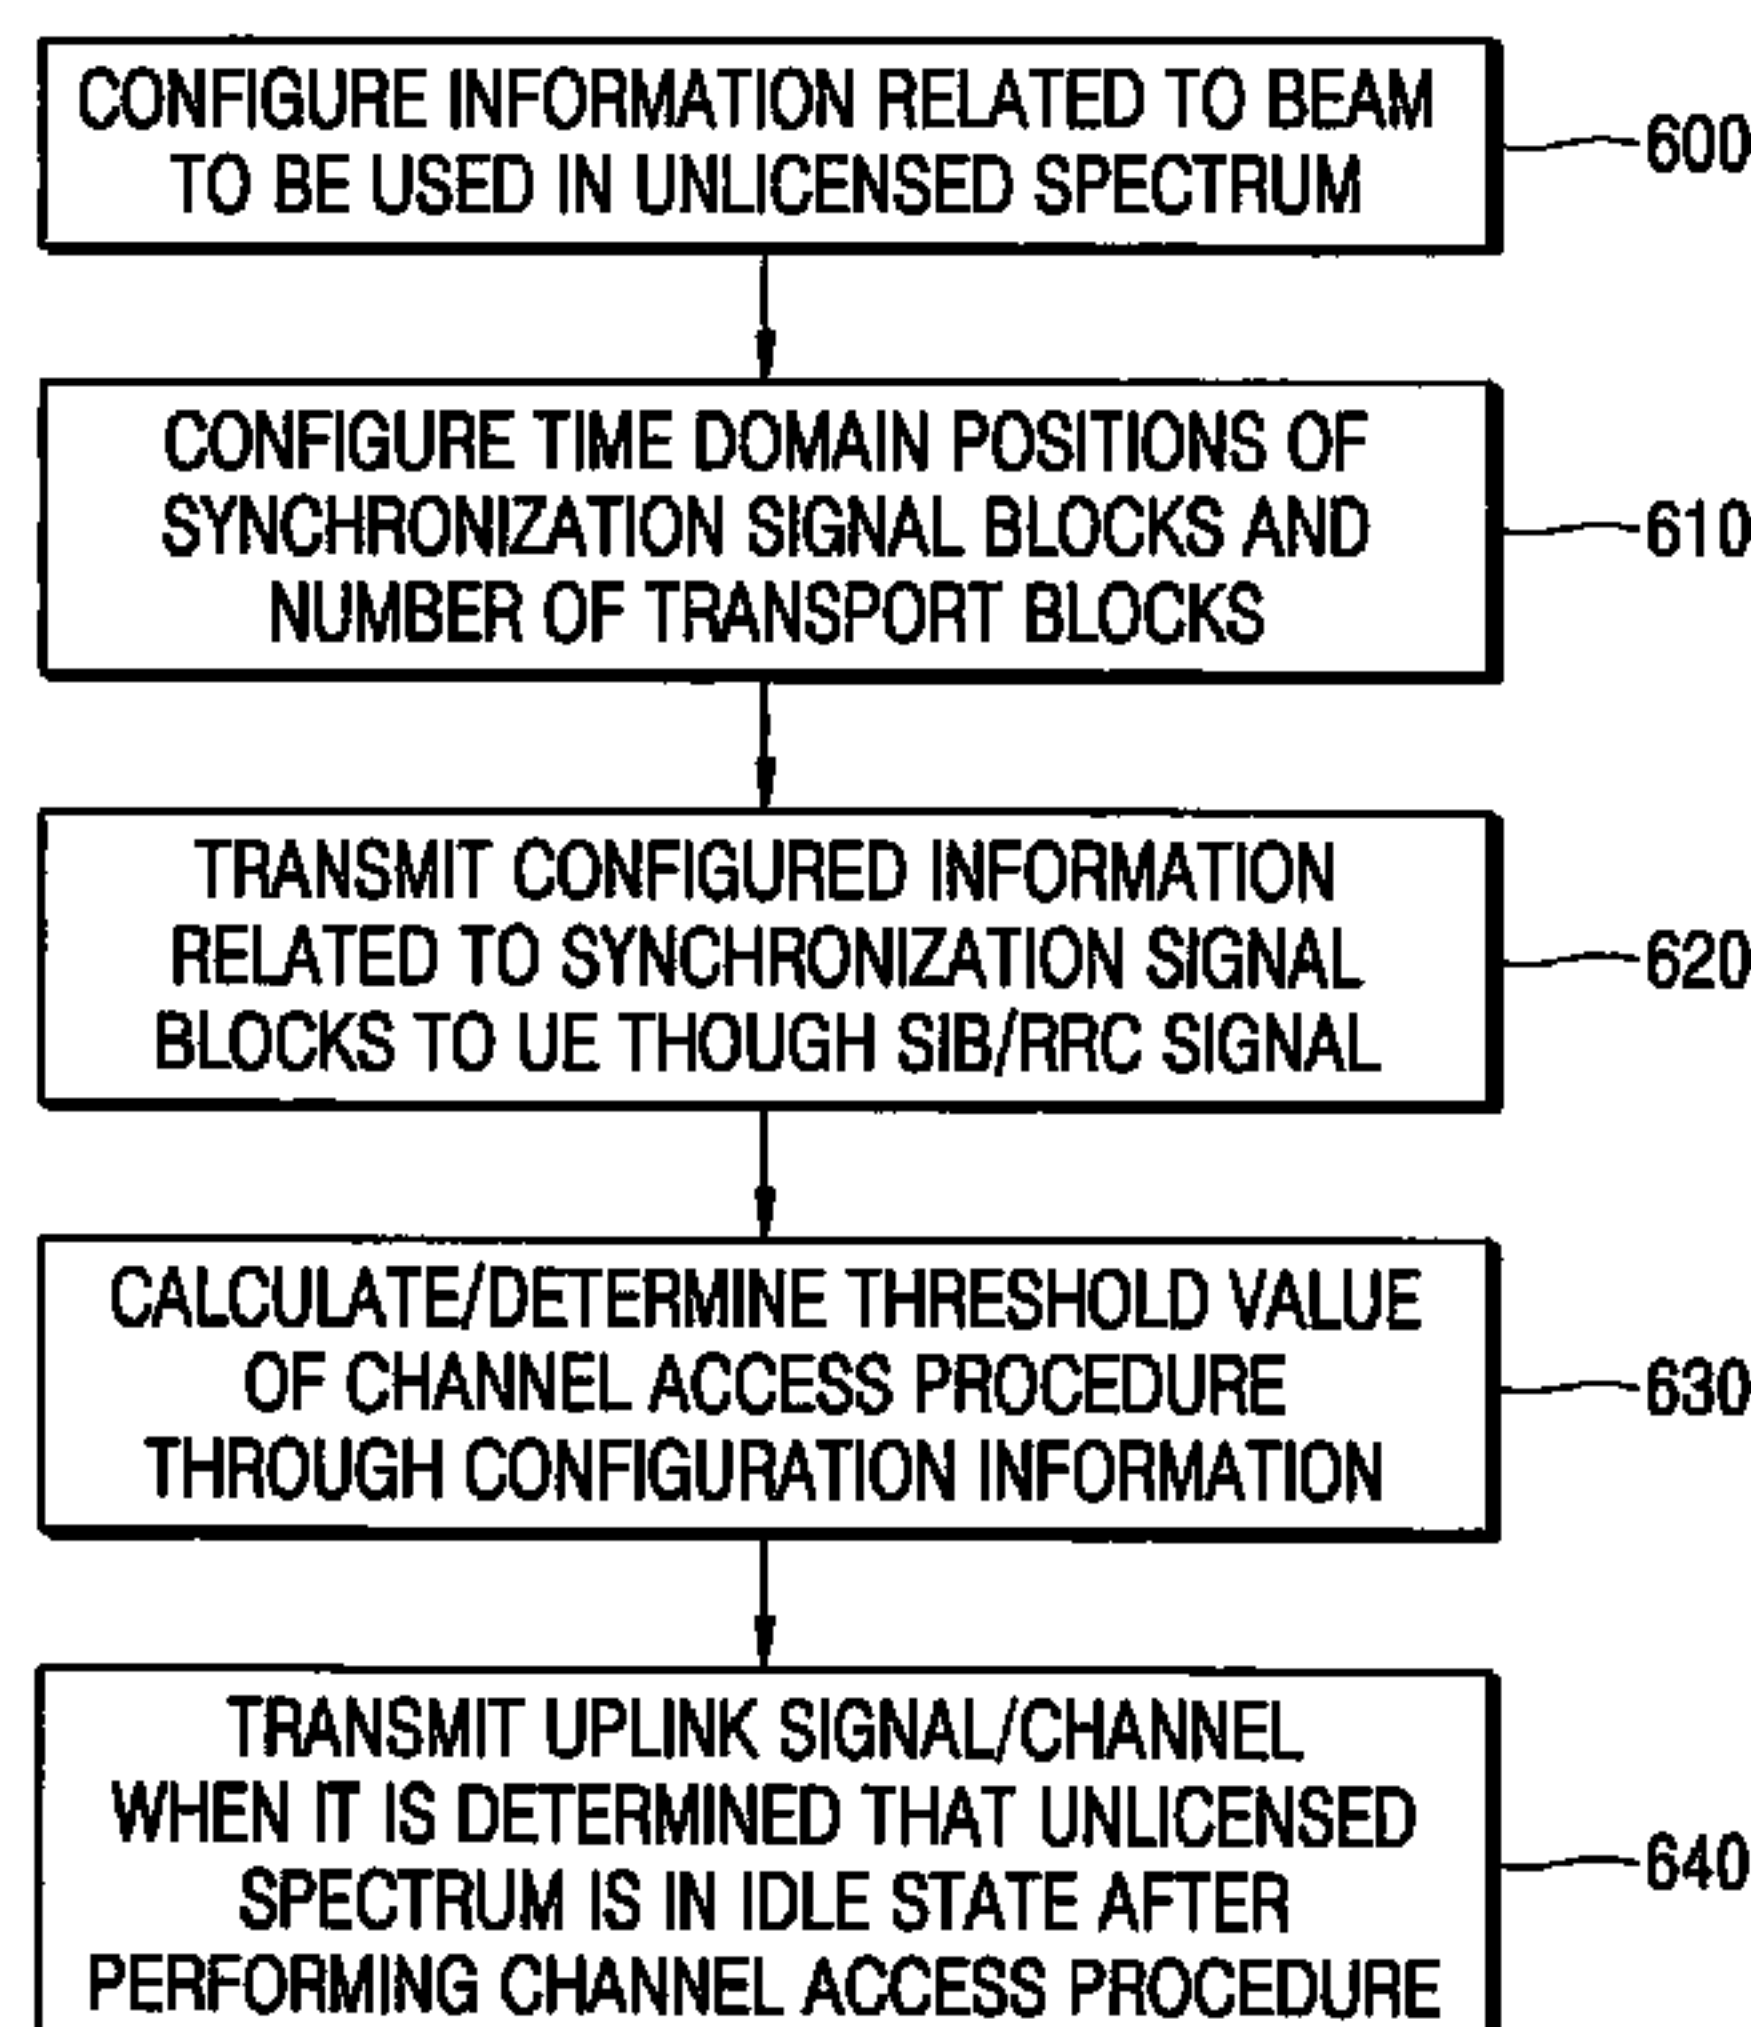 CONFIGURE INFORMATION RELATED TO BEAM
TO BE USED IN UNLICENSED SPECTRUM
600
CONFIGURE TIME DOMAIN POSITIONS OF
SYNCHRONIZATION SIGNAL BLOCKS AND
NUMBER OF TRANSPORT BLOCKS
610
TRANSMIT CONFIGURED INFORMATION
RELATED TO SYNCHRONIZATION SIGNAL
BLOCKS TO UE THOUGH SIB/RRC SIGNAL
620
CALCULATE/DETERMINE THRESHOLD VALUE
OF CHANNEL ACCESS PROCEDURE
THROUGH CONFIGURATION INFORMATION
630
TRANSMIT UPLINK SIGNAL/CHANNEL
WHEN IT IS DETERMINED THAT UNLICENSED
SPECTRUM IS IN IDLE STATE AFTER
PERFORMING CHANNEL ACCESS PROCEDURE
640